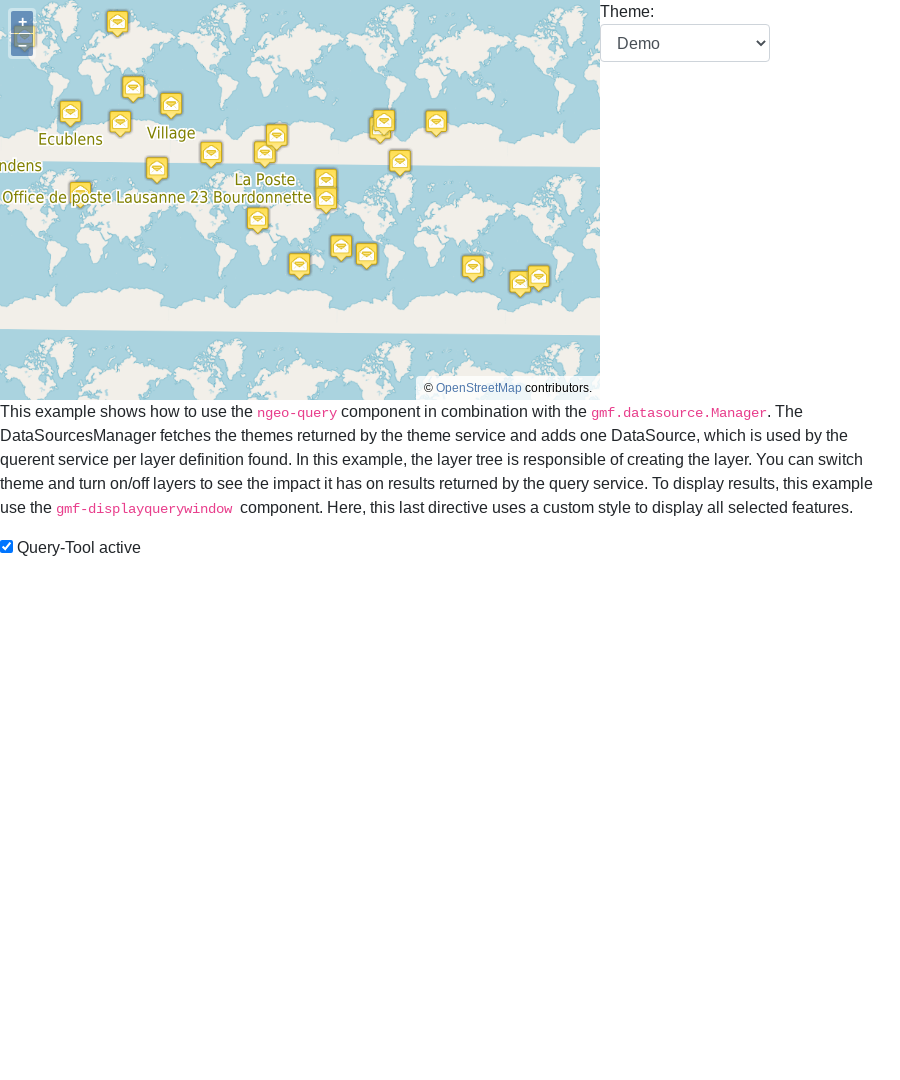 +
−
Ecublens
Village
ndens
La Poste
Office de poste Lausanne 23 Bourdonnette
© OpenStreetMap contributors.
Theme:
Demo
This example shows how to use the ngeo-query component in combination with the gmf.datasource.Manager. The
DataSourcesManager fetches the themes returned by the theme service and adds one DataSource, which is used by the
querent service per layer definition found. In this example, the layer tree is responsible of creating the layer. You can switch
theme and turn on/off layers to see the impact it has on results returned by the query service. To display results, this example
use the gmf-displayquerywindow component. Here, this last directive uses a custom style to display all selected features.
Query-Tool active